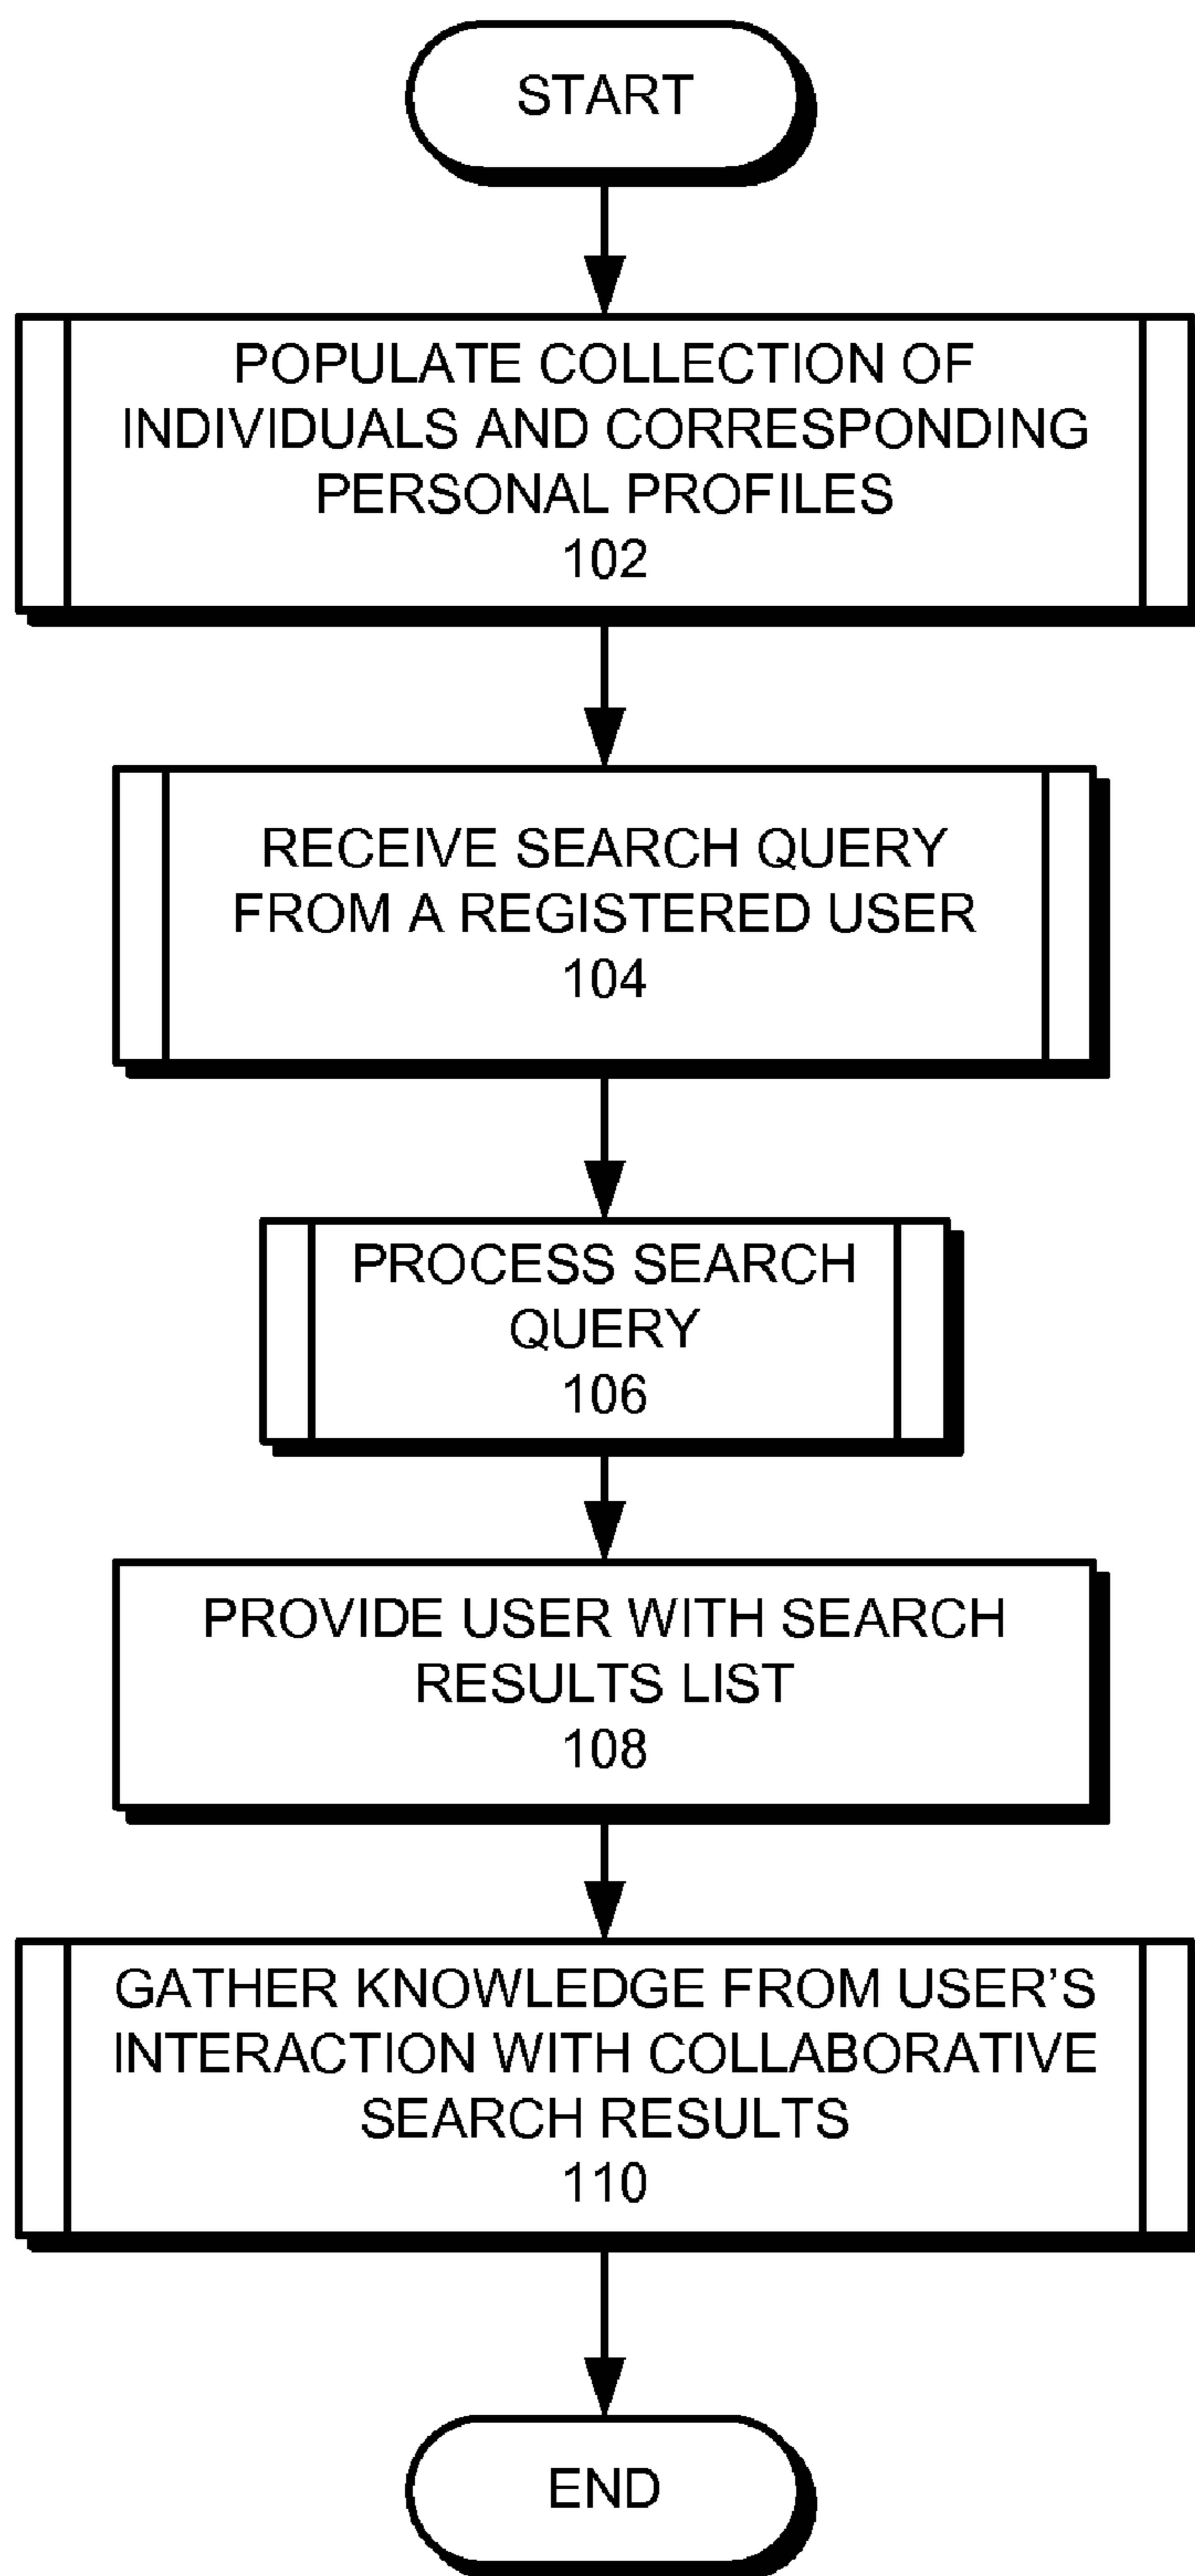 START
POPULATE COLLECTION OF
INDIVIDUALS AND CORRESPONDING
PERSONAL PROFILES
102
RECEIVE SEARCH QUERY
FROM A REGISTERED USER
104
PROCESS SEARCH
QUERY
106
PROVIDE USER WITH SEARCH
RESULTS LIST
108
GATHER KNOWLEDGE FROM USER’S
INTERACTION WITH COLLABORATIVE
SEARCH RESULTS
110
END